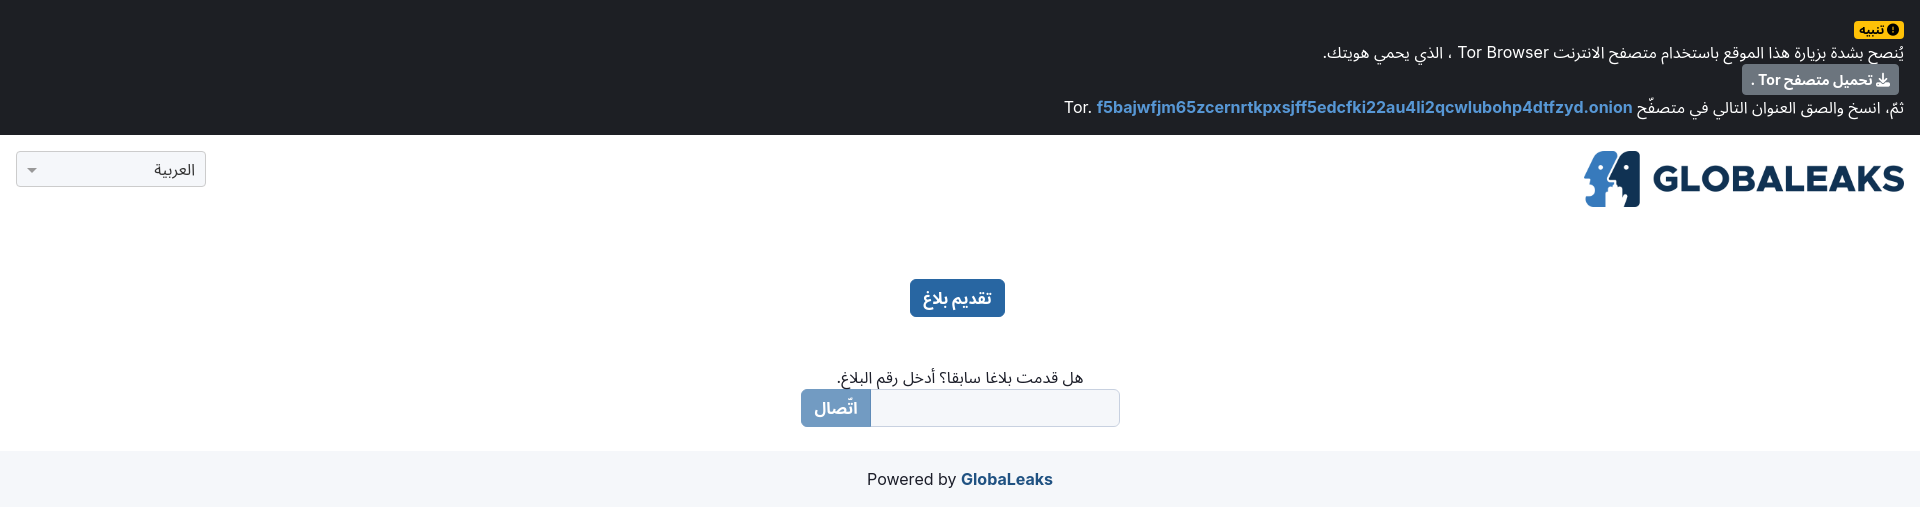 تنبيه
يُنصح بشدة بزيارة هذا الموقع باستخدام متصفح الانترنت Tor Browser ، الذي يحمي هويتك.
تحميل متصفح Tor .
ثمّ، انسخ والصق العنوان التالي في متصفّح f5bajwfjm65zcernrtkpxsjff5edcfki22au4li2qcwlubohp4dtfzyd.onion Tor.
GLOBALEAKS
العربية
تقديم بلاغ
هل قدمت بلاغا سابقا؟ أدخل رقم البلاغ.
اتّصال
Powered by GlobaLeaks